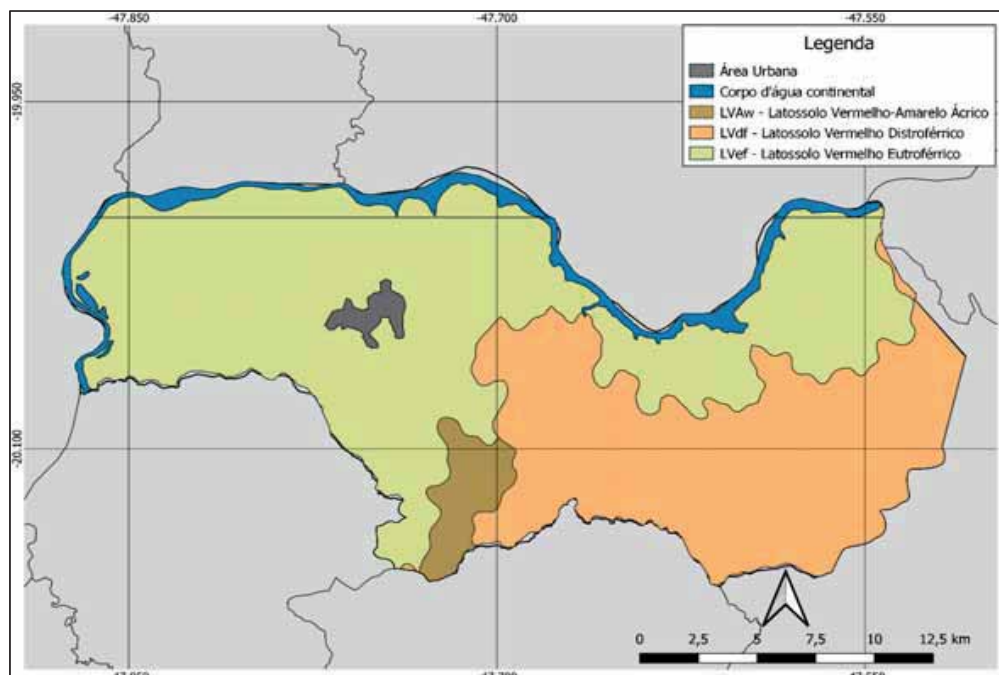 -47.850 -47.700 -47.550
Legenda
Área Urbana
Corpo d'água continental
-19.950
LVAw - Latossolo Vermelho-Amarelo Ácrico
LVdf - Latossolo Vermelho Distroférrico
LVef - Latossolo Vermelho Eutroférrico
-20.100
0 2,5 5 7,5 10 12,5 km